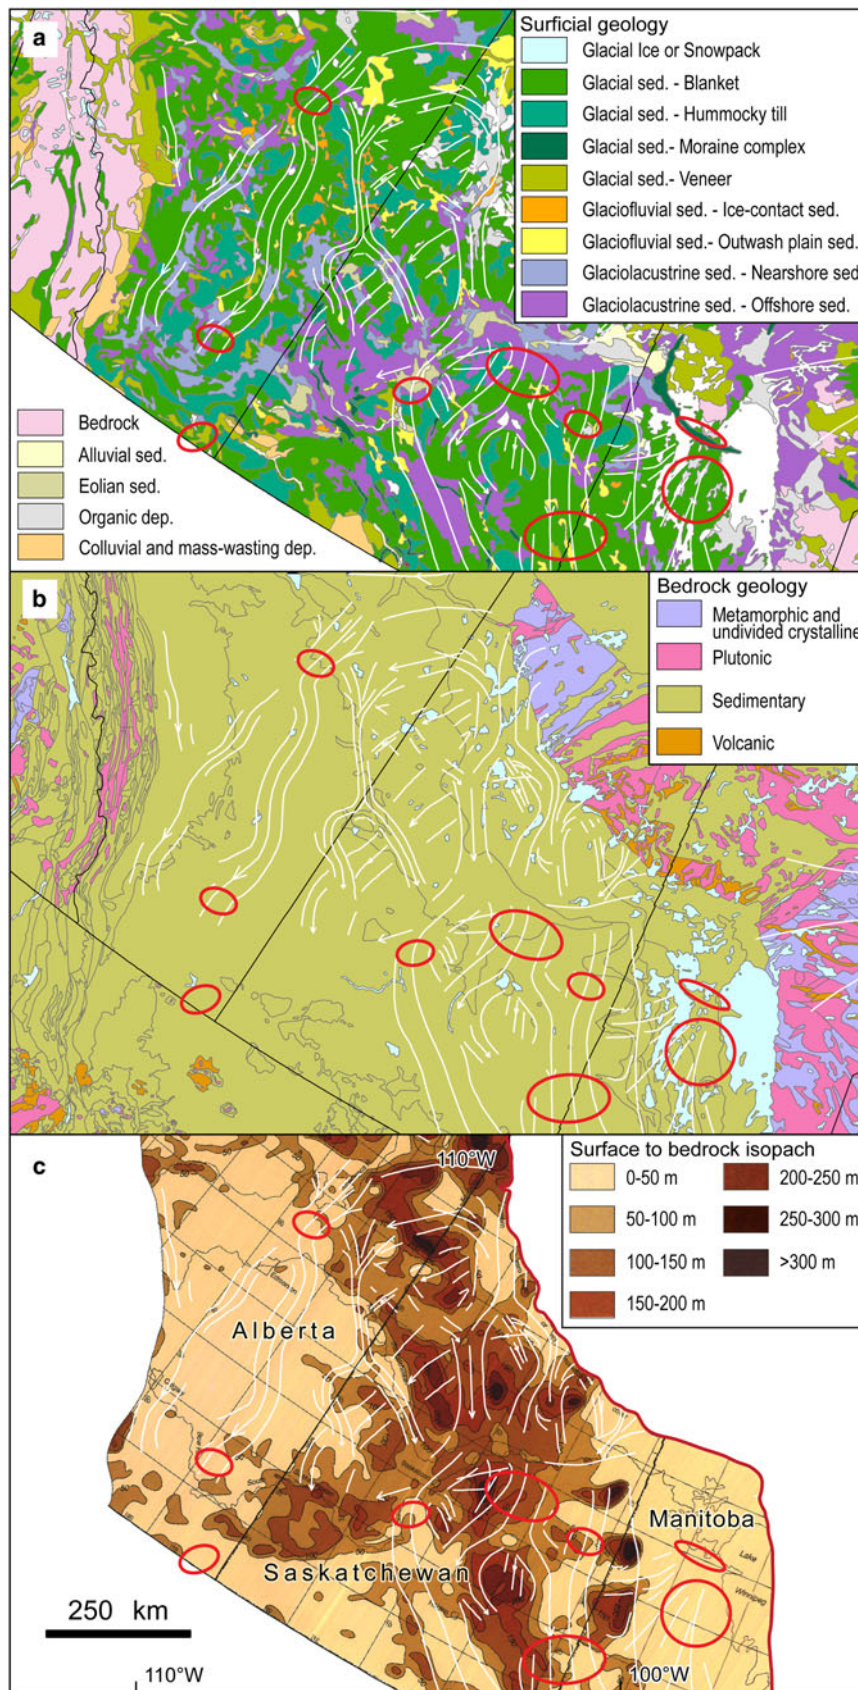 a
Surficial geology
Glacial Ice or Snowpack
Glacial sed. - Blanket
Glacial sed. - Hummocky till
Glacial sed.- Moraine complex
Glacial sed.- Veneer
Glaciofluvial sed. - Ice-contact sed.
Glaciofluvial sed.- Outwash plain sed.
Glaciolacustrine sed. - Nearshore sed.
Glaciolacustrine sed. - Offshore sed.
Bedrock
Alluvial sed.
Eolian sed.
Organic dep.
Colluvial and mass-wasting dep.
b
Bedrock geology
Metamorphic and
undivided crystalline
Plutonic
Sedimentary
Volcanic
c
110°W
Surface to bedrock isopach
0-50 m
50-100 m
100-150 m
150-200 m
200-250 m
250-300 m
>300 m
Alberta
Manitoba
Lake
Winnipeg
Saskatchewan
250 km
110°W
100°W